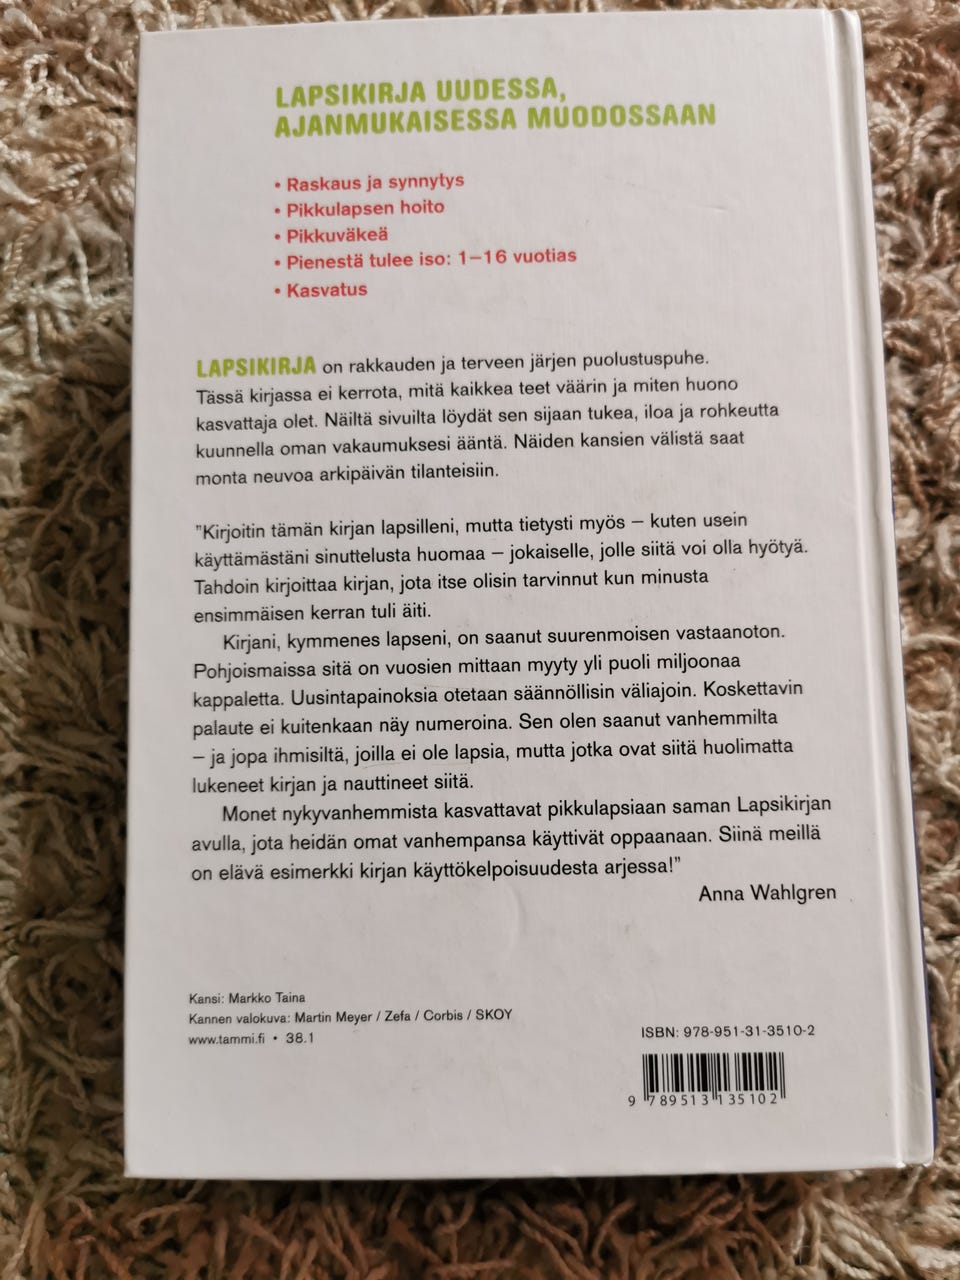 LAPSIKIRJA UUDESSA,
AJANMUKAISESSA MUODOSSAAN
• Raskaus ja synnytys
• Pikkulapsen hoito
• Pikkuväkeä
• Pienestä tulee iso: 1–16 vuotias
• Kasvatus
LAPSIKIRJA on rakkauden ja terveen järjen puolustuspuhe.
Tässä kirjassa ei kerrota, mitä kaikkea teet väärin ja miten huono
kasvattaja olet. Näiltä sivuilta löydät sen sijaan tukea, iloa ja rohkeutta
kuunnella oman vakaumuksesi ääntä. Näiden kansien välistä saat
monta neuvoa arkipäivän tilanteisiin.
"Kirjoitin tämän kirjan lapsilleni, mutta tietysti myös – kuten usein
käyttämästäni sinuttelusta huomaa – jokaiselle, jolle siitä voi olla hyötyä.
Tahdoin kirjoittaa kirjan, jota itse olisin tarvinnut kun minusta
ensimmäisen kerran tuli äiti.
Kirjani, kymmenes lapseni, on saanut suurenmoisen vastaanoton.
Pohjoismaissa sitä on vuosien mittaan myyty yli puoli miljoonaa
kappaletta. Uusintapainoksia otetaan säännöllisin väliajoin. Koskettavin
palaute ei kuitenkaan näy numeroina. Sen olen saanut vanhemmilta
– ja jopa ihmisiltä, joilla ei ole lapsia, mutta jotka ovat siitä huolimatta
lukeneet kirjan ja nauttineet siitä.
Monet nykyvanhemmista kasvattavat pikkulapsiaan saman Lapsikirjan
avulla, jota heidän omat vanhempansa käyttivät oppaanaan. Siinä meillä
on elävä esimerkki kirjan käyttökelpoisuudesta arjessa!"
Anna Wahlgren
Kansi: Markko Taina
Kannen valokuva: Martin Meyer / Zefa / Corbis / SKOY
www.tammi.fi • 38.1
ISBN: 978-951-31-3510-2
9 789513 135102